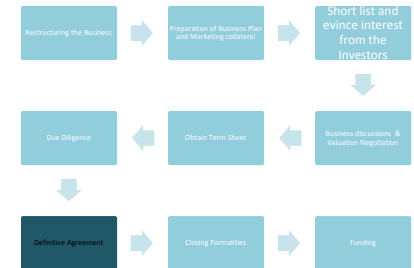 Restructuring the Business
Preparation of Business Plan
and Marketing collateral
Short list and
evince interest
from the
Investors
Due Diligence
Obtain Term Sheet
Business discussions &
Valuation Negotiation
Definitive Agreement
Closing Formalities
Funding